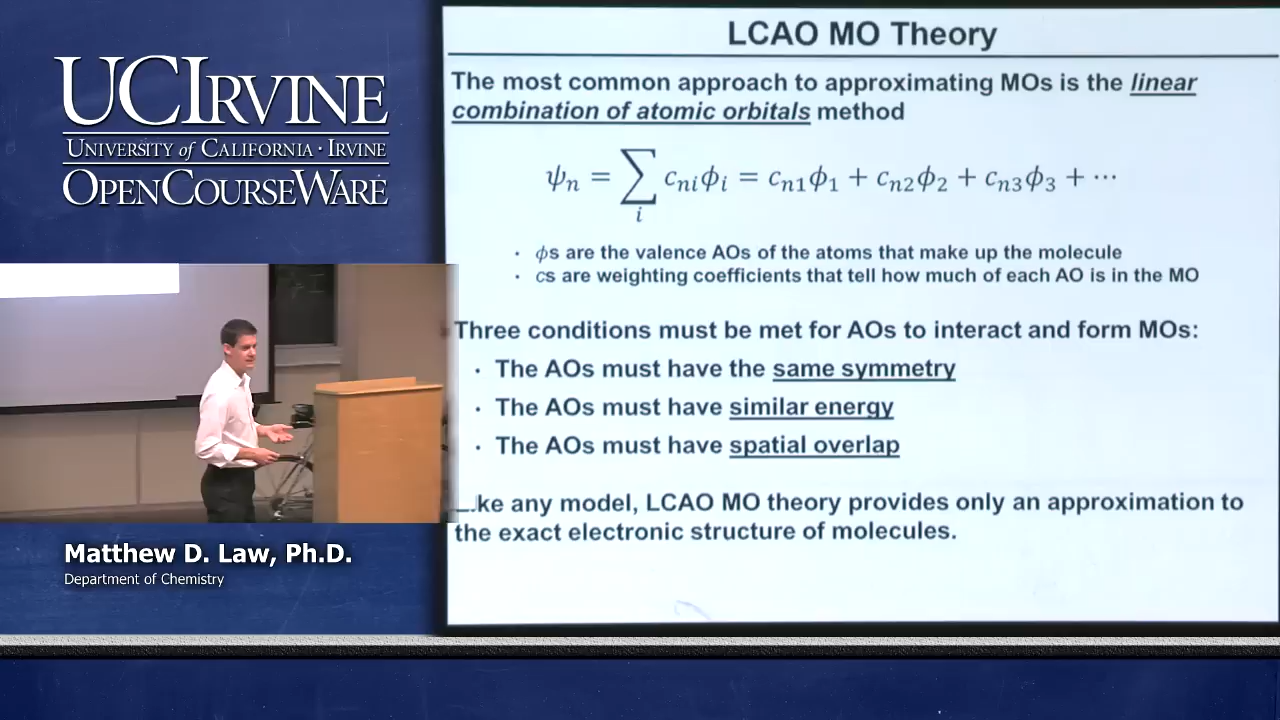 UCIRVINE
UNIVERSITY of CALIFORNIA · IRVINE
OPENCOURSEWARE
Matthew D. Law, Ph.D.
Department of Chemistry
LCAO MO Theory
The most common approach to approximating MOs is the linear
combination of atomic orbitals method
ψn = ∑i cniϕi = cn1ϕ1 + cn2ϕ2 + cn3ϕ3 + ⋯
· ϕs are the valence AOs of the atoms that make up the molecule
· cs are weighting coefficients that tell how much of each AO is in the MO
Three conditions must be met for AOs to interact and form MOs:
· The AOs must have the same symmetry
· The AOs must have similar energy
· The AOs must have spatial overlap
Like any model, LCAO MO theory provides only an approximation to
the exact electronic structure of molecules.